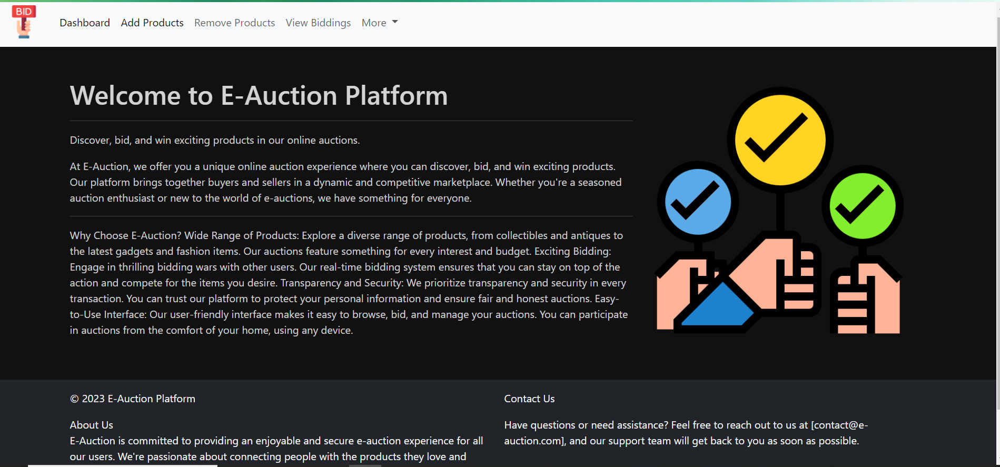 BID
Dashboard Add Products Remove Products View Biddings More
Welcome to E-Auction Platform
Discover, bid, and win exciting products in our online auctions.
At E-Auction, we offer you a unique online auction experience where you can discover, bid, and win exciting products.
Our platform brings together buyers and sellers in a dynamic and competitive marketplace. Whether you're a seasoned
auction enthusiast or new to the world of e-auctions, we have something for everyone.
Why Choose E-Auction? Wide Range of Products: Explore a diverse range of products, from collectibles and antiques to
the latest gadgets and fashion items. Our auctions feature something for every interest and budget. Exciting Bidding:
Engage in thrilling bidding wars with other users. Our real-time bidding system ensures that you can stay on top of the
action and compete for the items you desire. Transparency and Security: We prioritize transparency and security in every
transaction. You can trust our platform to protect your personal information and ensure fair and honest auctions. Easy-
to-Use Interface: Our user-friendly interface makes it easy to browse, bid, and manage your auctions. You can participate
in auctions from the comfort of your home, using any device.
© 2023 E-Auction Platform
About Us
E-Auction is committed to providing an enjoyable and secure e-auction experience for all
our users. We're passionate about connecting people with the products they love and
Contact Us
Have questions or need assistance? Feel free to reach out to us at [contact@e-
auction.com], and our support team will get back to you as soon as possible.